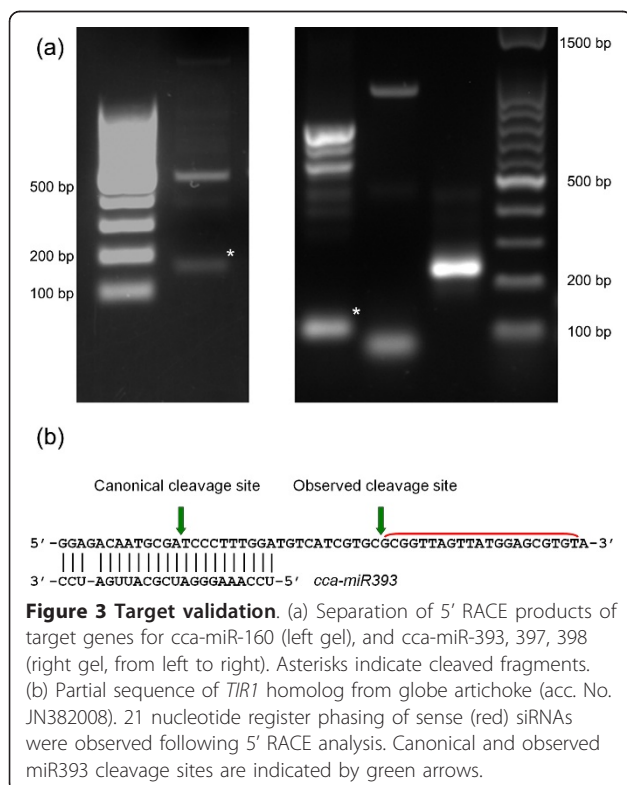 (a)
1500 bp
500 bp
500 bp
*
200 bp
200 bp
100 bp
*
100 bp
(b)
Canonical cleavage site Observed cleavage site
5' -GGAGACAATGCGATCCCTTTGGATGTCATCGTGCGCGGTTAGTTATGGAGCGTGTA-3'
3' -CCU-AGUUACGCUAGGGAAACCU-5' cca-miR393
Figure 3 Target validation. (a) Separation of 5' RACE products of
target genes for cca-miR-160 (left gel), and cca-miR-393, 397, 398
(right gel, from left to right). Asterisks indicate cleaved fragments.
(b) Partial sequence of TIR1 homolog from globe artichoke (acc. No.
JN382008). 21 nucleotide register phasing of sense (red) siRNAs
were observed following 5' RACE analysis. Canonical and observed
miR393 cleavage sites are indicated by green arrows.